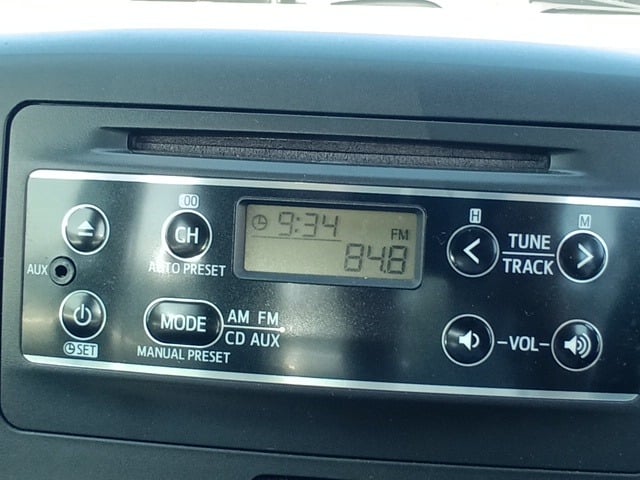 00
CH
AUTO PRESET
AUX
SET
MODE
AM FM
CD AUX
MANUAL PRESET
9:34
FM
84.8
H
M
TUNE
TRACK
VOL